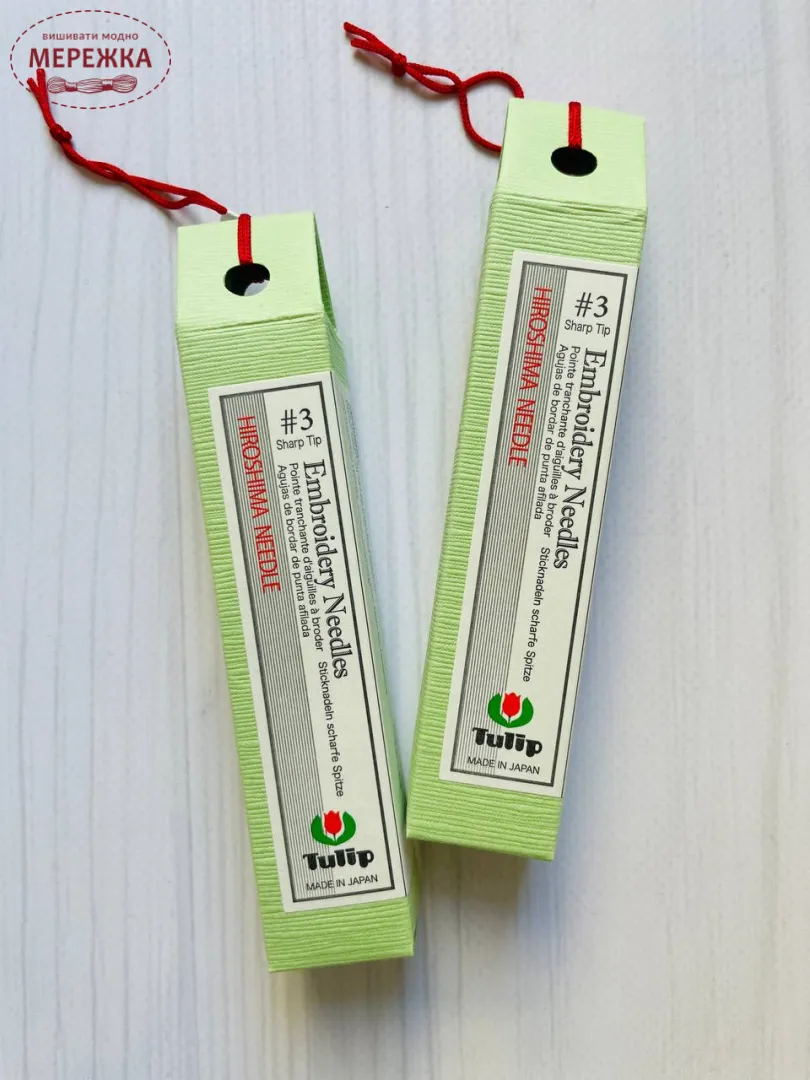 вишивати модно
МЕРЕЖКА
#3
Sharp Tip
Embroidery Needles
Pointe tranchante d'aiguilles à broder Sticknadeln scharfe Spitze
Agujas de bordar de punta afilada
HIROSHIMA NEEDLE
Tulip
MADE IN JAPAN
#3
Sharp Tip
Embroidery Needles
Pointe tranchante d'aiguilles à broder Sticknadeln scharfe Spitze
Agujas de bordar de punta afilada
HIROSHIMA NEEDLE
Tulip
MADE IN JAPAN